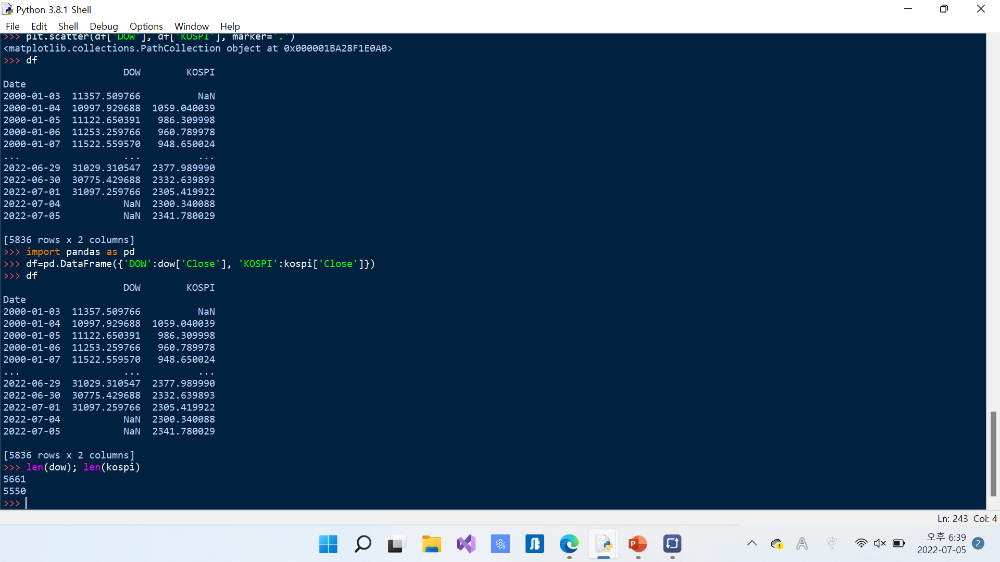 Python 3.8.1 Shell
File Edit Shell Debug Options Window Help
>>> plt.scatter(df['DOW'], df['KOSPI'], marker='.')
<matplotlib.collections.PathCollection object at 0x000001BA28F1E0A0>
>>> df
DOW KOSPI
Date
2000-01-03 11357.509766 NaN
2000-01-04 10997.929688 1059.040039
2000-01-05 11122.650391 986.309998
2000-01-06 11253.259766 960.789978
2000-01-07 11522.559570 948.650024
... ... ...
2022-06-29 31029.310547 2377.989990
2022-06-30 30775.429688 2332.639893
2022-07-01 31097.259766 2305.419922
2022-07-04 NaN 2300.340088
2022-07-05 NaN 2341.780029
[5836 rows x 2 columns]
>>> import pandas as pd
>>> df=pd.DataFrame({'DOW':dow['Close'], 'KOSPI':kospi['Close']})
>>> df
DOW KOSPI
Date
2000-01-03 11357.509766 NaN
2000-01-04 10997.929688 1059.040039
2000-01-05 11122.650391 986.309998
2000-01-06 11253.259766 960.789978
2000-01-07 11522.559570 948.650024
... ... ...
2022-06-29 31029.310547 2377.989990
2022-06-30 30775.429688 2332.639893
2022-07-01 31097.259766 2305.419922
2022-07-04 NaN 2300.340088
2022-07-05 NaN 2341.780029
[5836 rows x 2 columns]
>>> len(dow); len(kospi)
5661
5550
>>>
Ln: 243 Col: 4
A 호 오후 6:39
2022-07-05 2